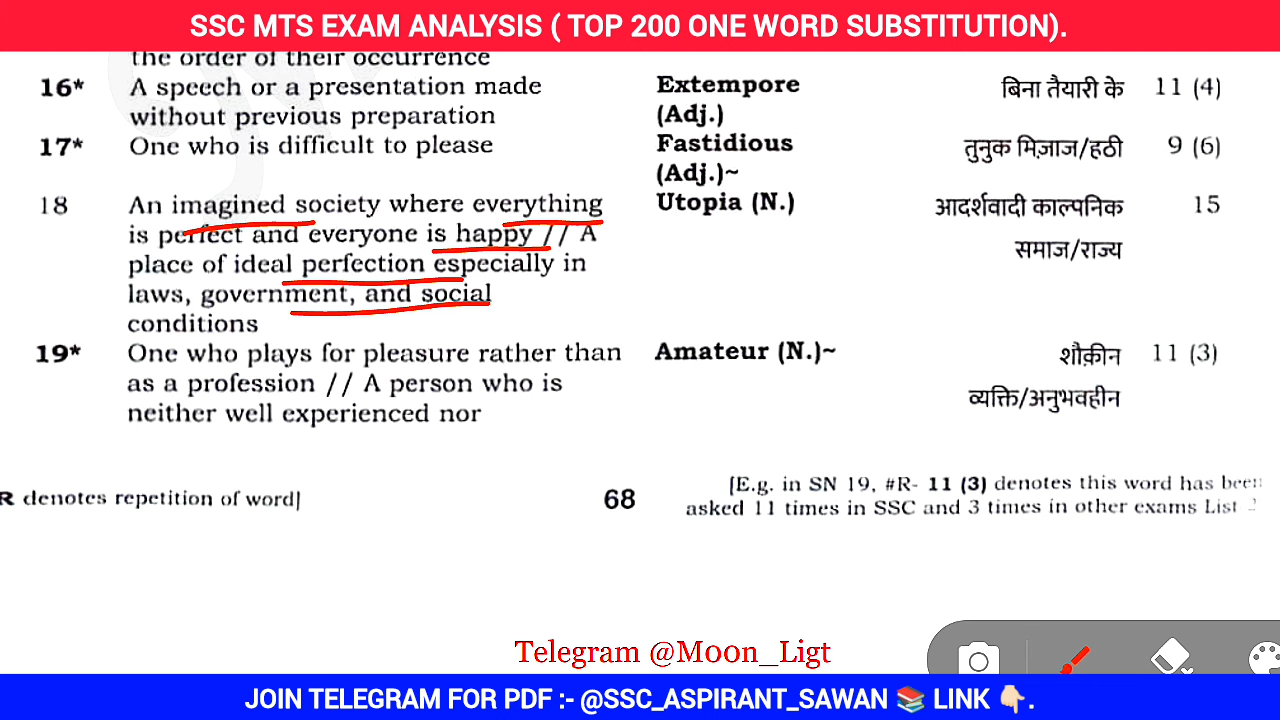 SSC MTS EXAM ANALYSIS ( TOP 200 ONE WORD SUBSTITUTION).
the order of their occurrence
16* A speech or a presentation made Extempore बिना तैयारी के 11 (4)
without previous preparation (Adj.)
17* One who is difficult to please Fastidious तुनुक मिज़ाज/हठी 9 (6)
(Adj.)~
18 An imagined society where everything Utopia (N.) आदर्शवादी काल्पनिक 15
is perfect and everyone is happy // A समाज/राज्य
place of ideal perfection especially in
laws, government, and social
conditions
19* One who plays for pleasure rather than Amateur (N.)~ शौक़ीन 11 (3)
as a profession // A person who is व्यक्ति/अनुभवहीन
neither well experienced nor
R denotes repetition of word] 68 [E.g. in SN 19, #R- 11 (3) denotes this word has been
asked 11 times in SSC and 3 times in other exams List
Telegram @Moon_Ligt
JOIN TELEGRAM FOR PDF :- @SSC_ASPIRANT_SAWAN 📚 LINK 👇🏻.